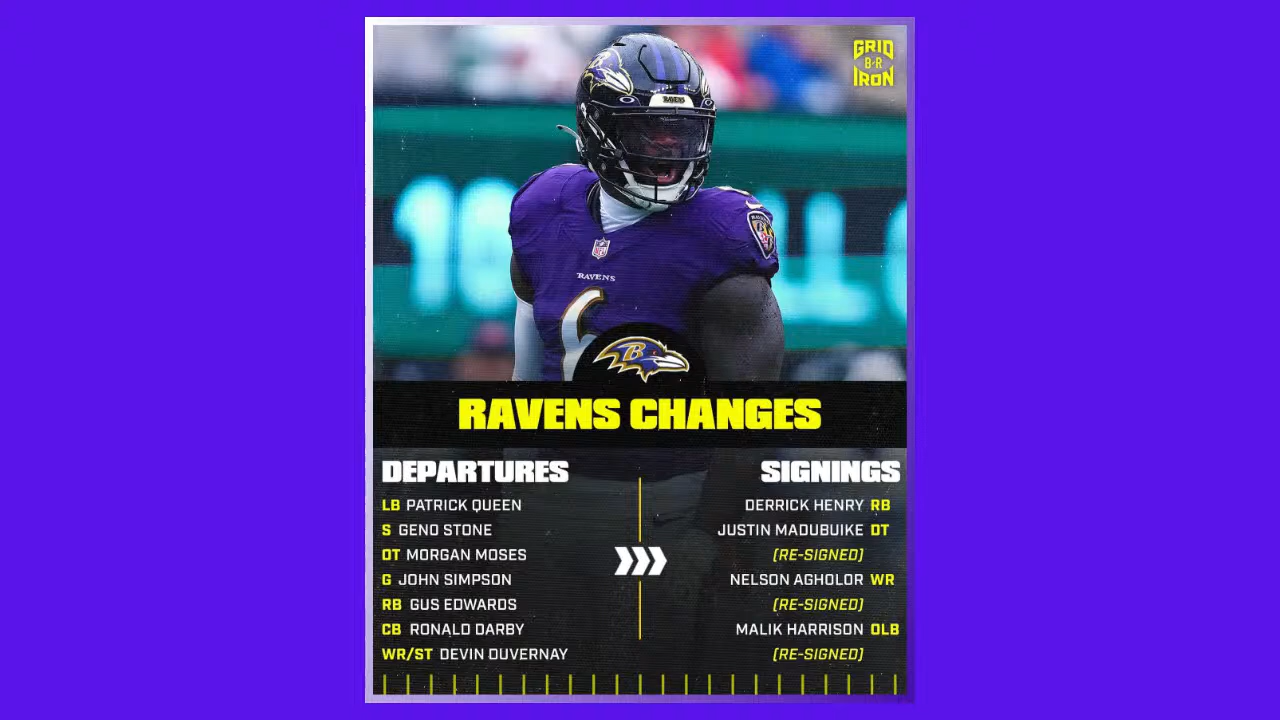 GRID
B·R
IRON
RAVENS
6
RAVENS CHANGES
DEPARTURES
LB PATRICK QUEEN
S GENO STONE
OT MORGAN MOSES
G JOHN SIMPSON
RB GUS EDWARDS
CB RONALD DARBY
WR/ST DEVIN DUVERNAY
SIGNINGS
DERRICK HENRY RB
JUSTIN MADUBUIKE DT
(RE-SIGNED)
NELSON AGHOLOR WR
(RE-SIGNED)
MALIK HARRISON OLB
(RE-SIGNED)